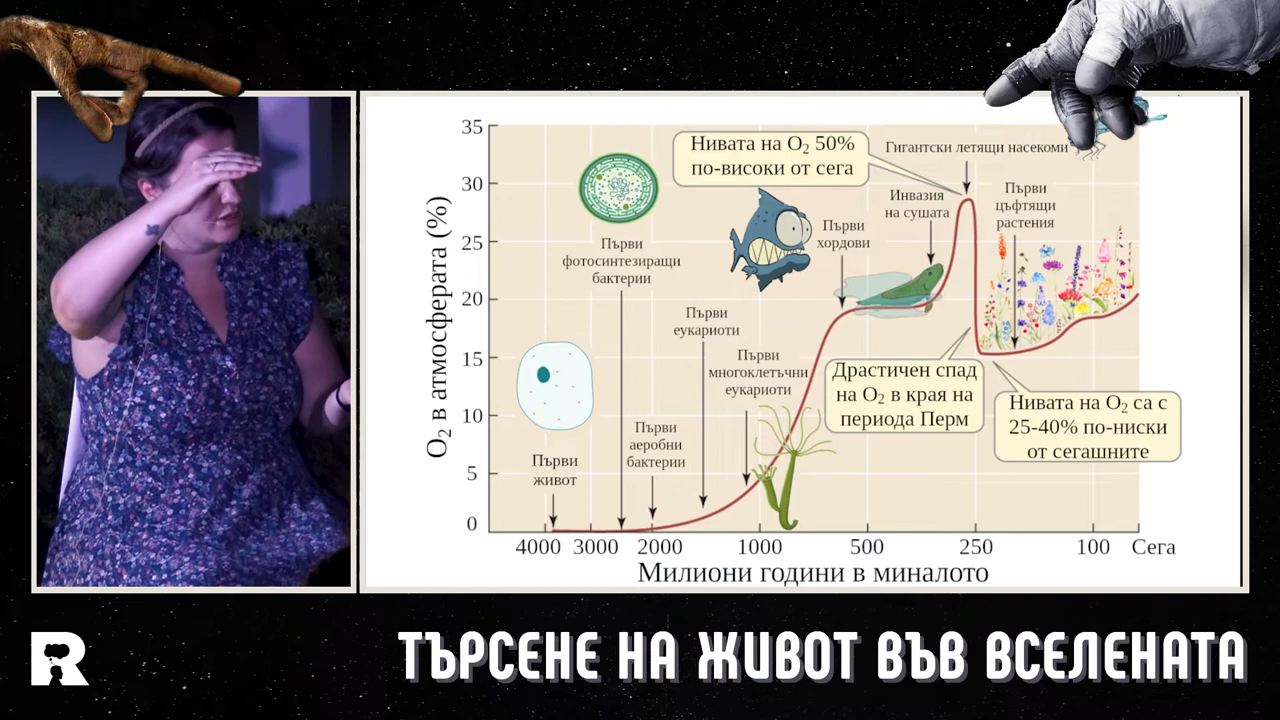 35
30
25
20
15
10
5
0
O₂ в атмосферата (%)
Нивата на O₂ 50%
по-високи от сега
Гигантски летящи насекоми
Инвазия
на сушата
Първи
цъфтящи
растения
Първи
хордови
Първи
фотосинтезиращи
бактерии
Първи
еукариоти
Първи
многоклетъчни
еукариоти
Първи
аеробни
бактерии
Първи
живот
Драстичен спад
на O₂ в края на
периода Перм
Нивата на O₂ са с
25-40% по-ниски
от сегашните
4000 3000 2000 1000 500 250 100 Сега
Милиони години в миналото
R
ТЪРСЕНЕ НА ЖИВОТ ВЪВ ВСЕЛЕНАТА